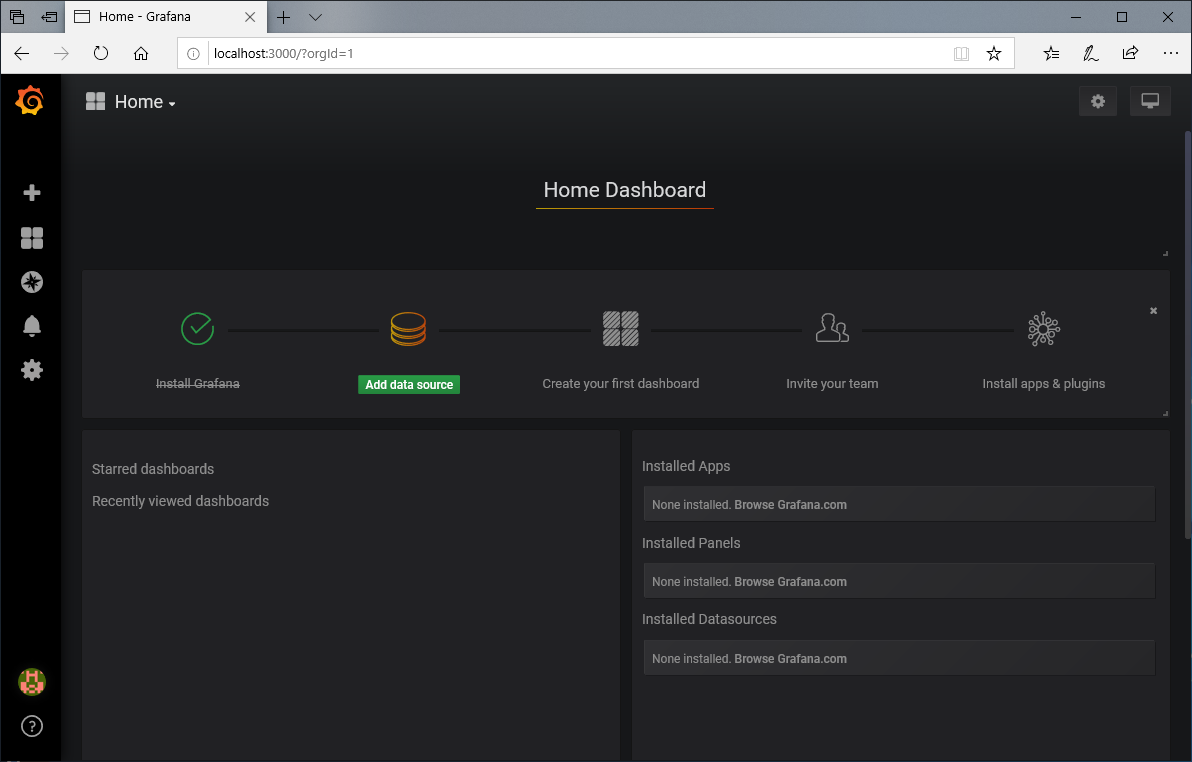 Home - Grafana
localhost:3000/?orgId=1
Home
Home Dashboard
Install Grafana
Add data source
Create your first dashboard
Invite your team
Install apps & plugins
Starred dashboards
Recently viewed dashboards
Installed Apps
None installed. Browse Grafana.com
Installed Panels
None installed. Browse Grafana.com
Installed Datasources
None installed. Browse Grafana.com